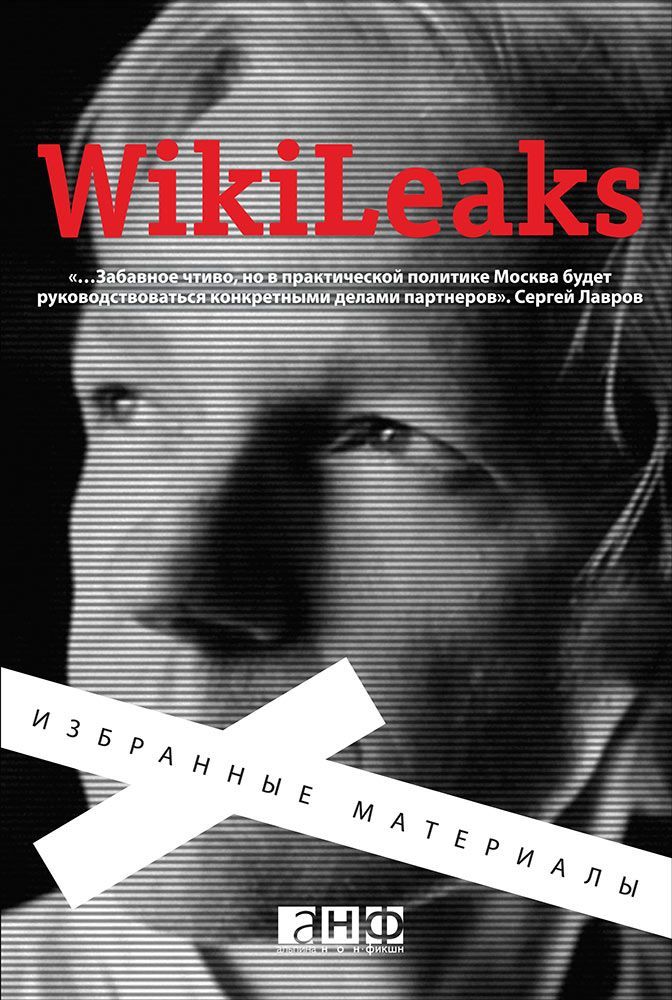 WikiLeaks
«...Забавное чтиво, но в практической политике Москва будет
руководствоваться конкретными делами партнеров». Сергей Лавров
ИЗБРАННЫЕ МАТЕРИАЛЫ
анф
альпина нон-фикшн